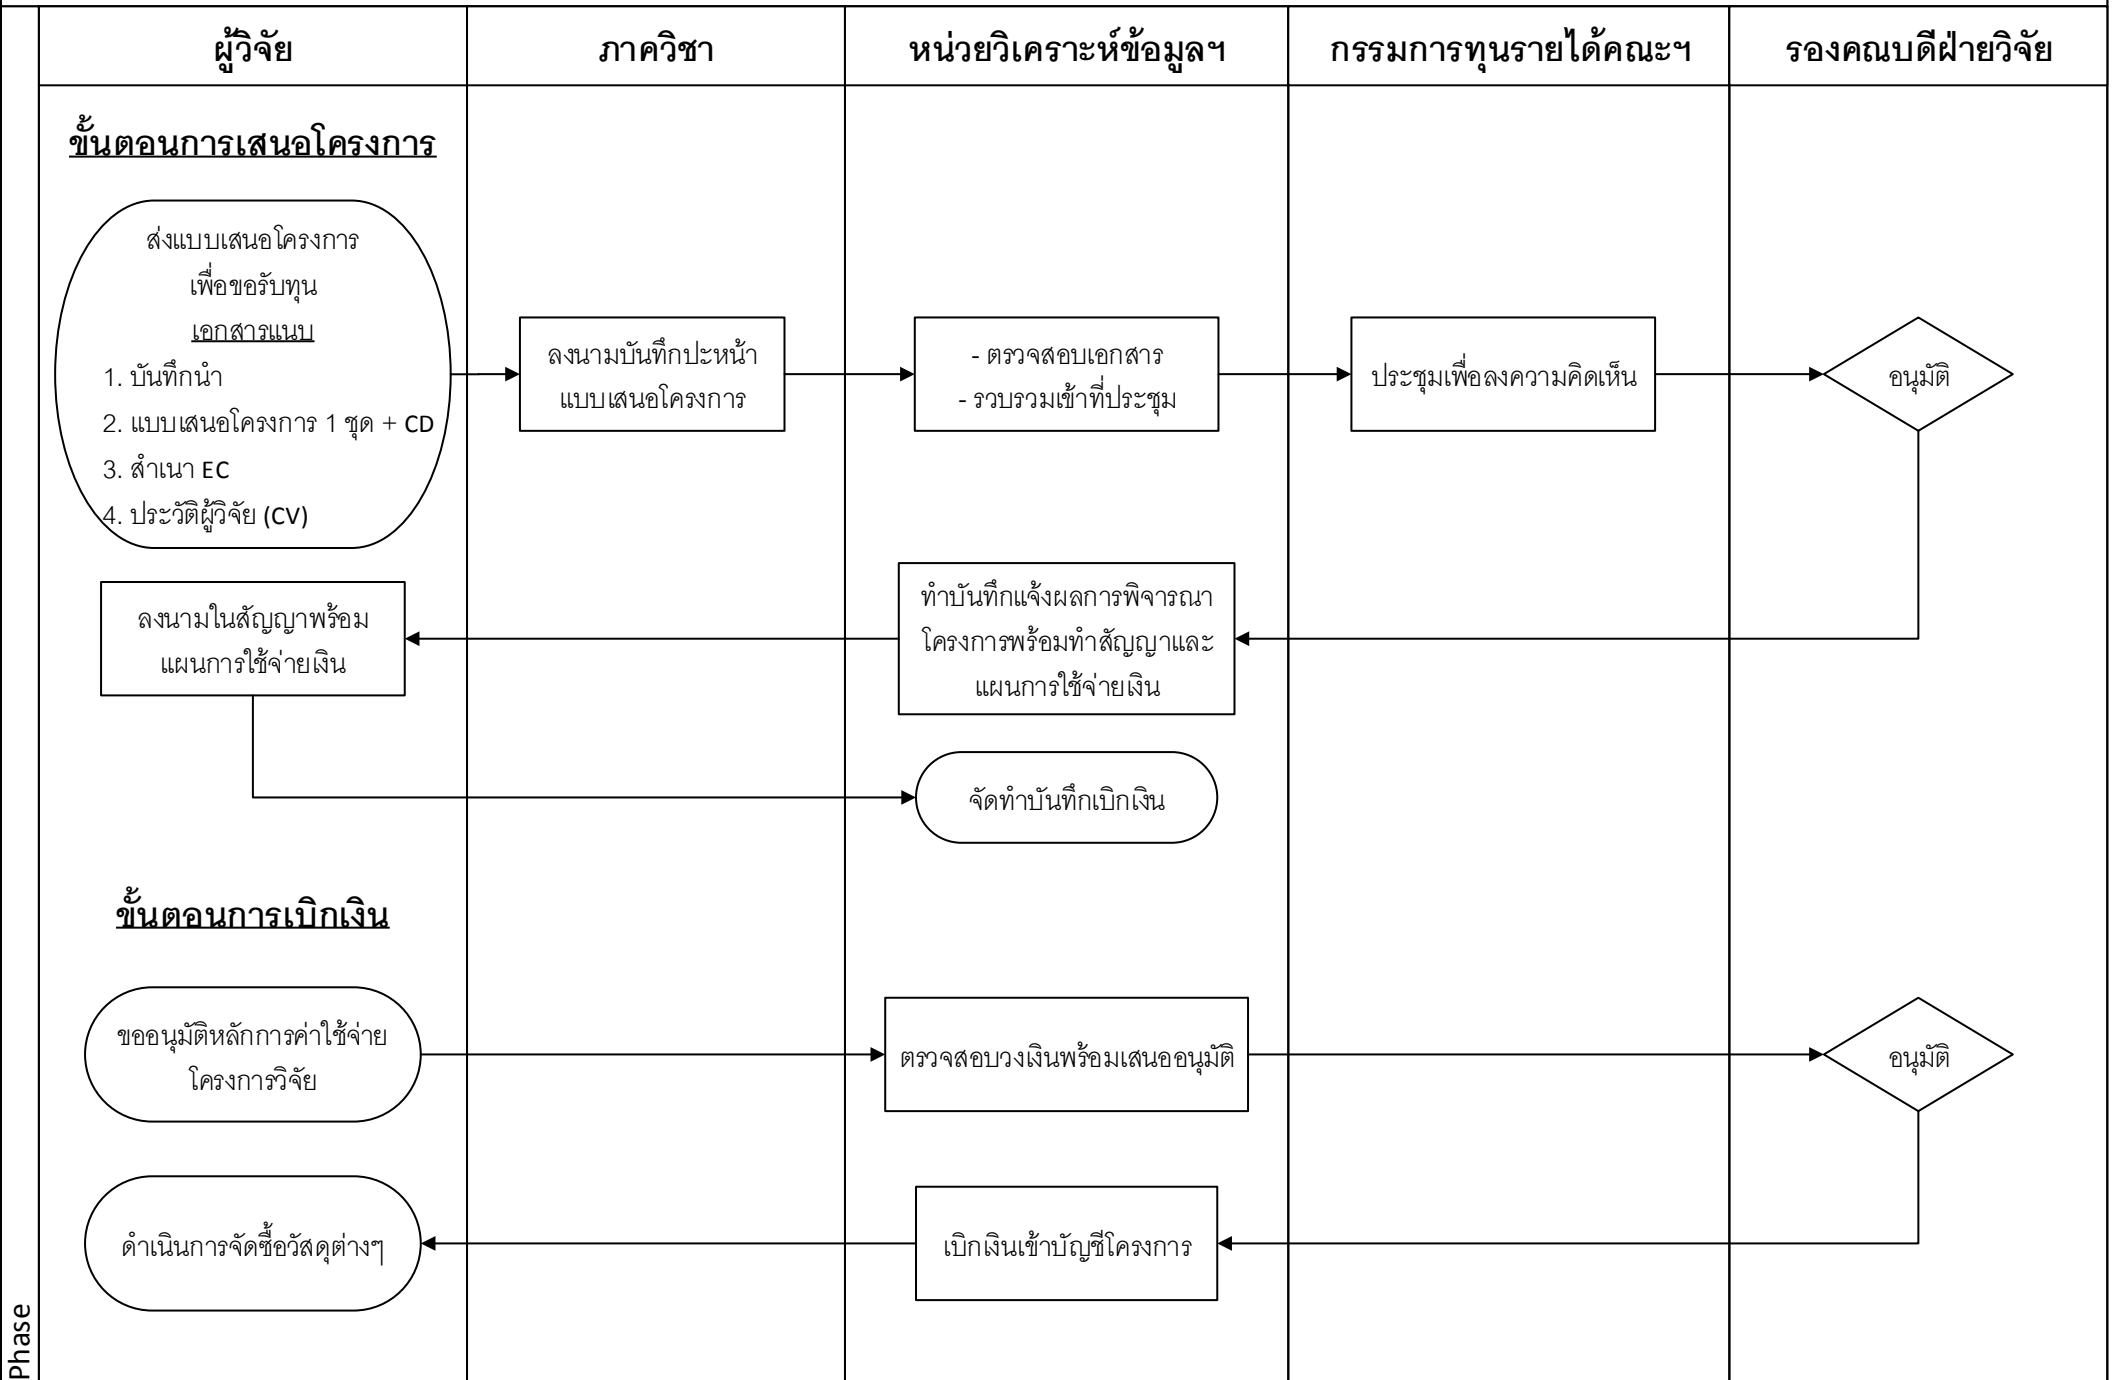 ผู้วิจัย
ภาควิชา
หน่วยวิเคราะห์ข้อมูลฯ
กรรมการทุนรายได้คณะฯ
รองคณบดีฝ่ายวิจัย
ขั้นตอนการเสนอโครงการ
ส่งแบบเสนอโครงการ
เพื่อขอรับทุน
เอกสารแนบ
1. บันทึกนำ
2. แบบเสนอโครงการ 1 ชุด + CD
3. สำเนา EC
4. ประวัติผู้วิจัย (CV)
ลงนามบันทึกปะหน้า
แบบเสนอโครงการ
- ตรวจสอบเอกสาร
- รวบรวมเข้าที่ประชุม
ประชุมเพื่อลงความคิดเห็น
อนุมัติ
ทำบันทึกแจ้งผลการพิจารณา
โครงการพร้อมทำสัญญาและ
แผนการใช้จ่ายเงิน
ลงนามในสัญญาพร้อม
แผนการใช้จ่ายเงิน
จัดทำบันทึกเบิกเงิน
ขั้นตอนการเบิกเงิน
ขออนุมัติหลักการค่าใช้จ่าย
โครงการวิจัย
ตรวจสอบวงเงินพร้อมเสนออนุมัติ
อนุมัติ
เบิกเงินเข้าบัญชีโครงการ
ดำเนินการจัดซื้อวัสดุต่างๆ
Phase